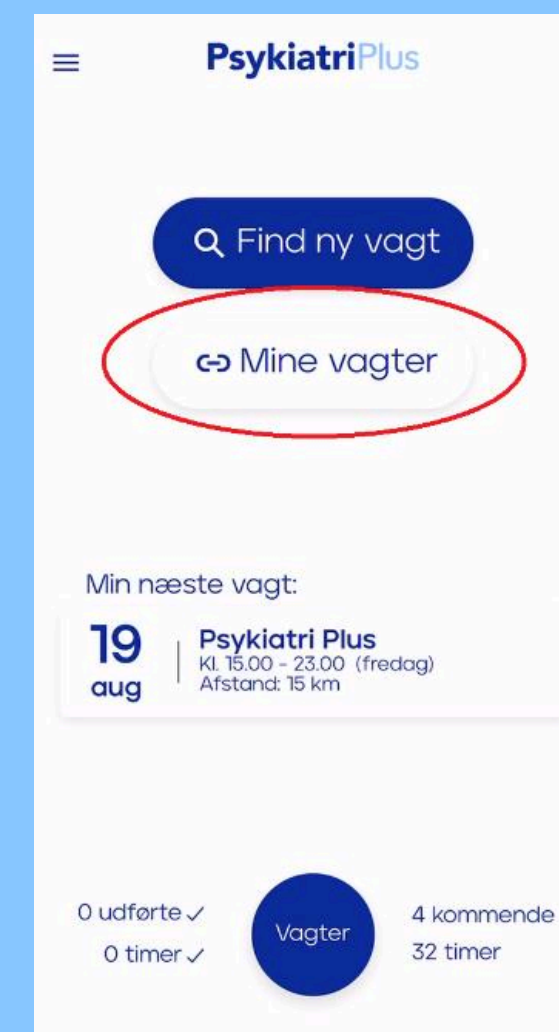 PsykiatriPlus
Find ny vagt
Mine vagter
Min næste vagt:
19
aug
Psykiatri Plus
Kl. 15.00 - 23.00 (fredag)
Afstand: 15 km
0 udførte ✓
0 timer ✓
Vagter
4 kommende
32 timer